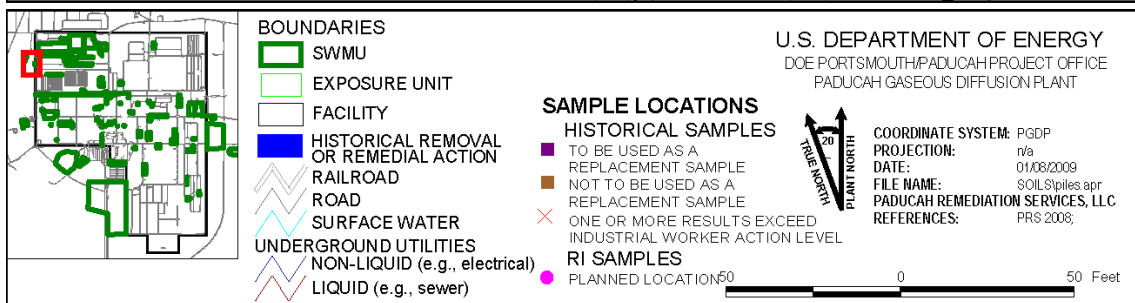 BOUNDARIES
SWMU
EXPOSURE UNIT
FACILITY
HISTORICAL REMOVAL
OR REMEDIAL ACTION
RAILROAD
ROAD
SURFACE WATER
UNDERGROUND UTILITIES
NON-LIQUID (e.g., electrical)
LIQUID (e.g., sewer)
SAMPLE LOCATIONS
HISTORICAL SAMPLES
TO BE USED AS A
REPLACEMENT SAMPLE
NOT TO BE USED AS A
REPLACEMENT SAMPLE
ONE OR MORE RESULTS EXCEED
INDUSTRIAL WORKER ACTION LEVEL
RI SAMPLES
PLANNED LOCATION
U.S. DEPARTMENT OF ENERGY
DOE PORTSMOUTH/PADUCAH PROJECT OFFICE
PADUCAH GASEOUS DIFFUSION PLANT
20
TRUE NORTH
PLANT NORTH
COORDINATE SYSTEM: PGDP
PROJECTION: n/a
DATE: 01/08/2009
FILE NAME: SOILS\piles.apr
PADUCAH REMEDIATION SERVICES, LLC
REFERENCES: PRS 2008;
50 0 50 Feet